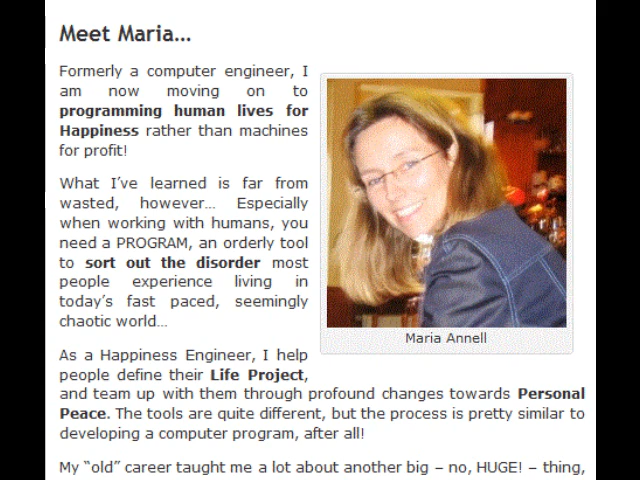 Meet Maria...
Formerly a computer engineer, I
am now moving on to
programming human lives for
Happiness rather than machines
for profit!
What I've learned is far from
wasted, however... Especially
when working with humans, you
need a PROGRAM, an orderly tool
to sort out the disorder most
people experience living in
today's fast paced, seemingly
chaotic world...
Maria Annell
As a Happiness Engineer, I help
people define their Life Project,
and team up with them through profound changes towards Personal
Peace. The tools are quite different, but the process is pretty similar to
developing a computer program, after all!
My “old” career taught me a lot about another big – no, HUGE! – thing,